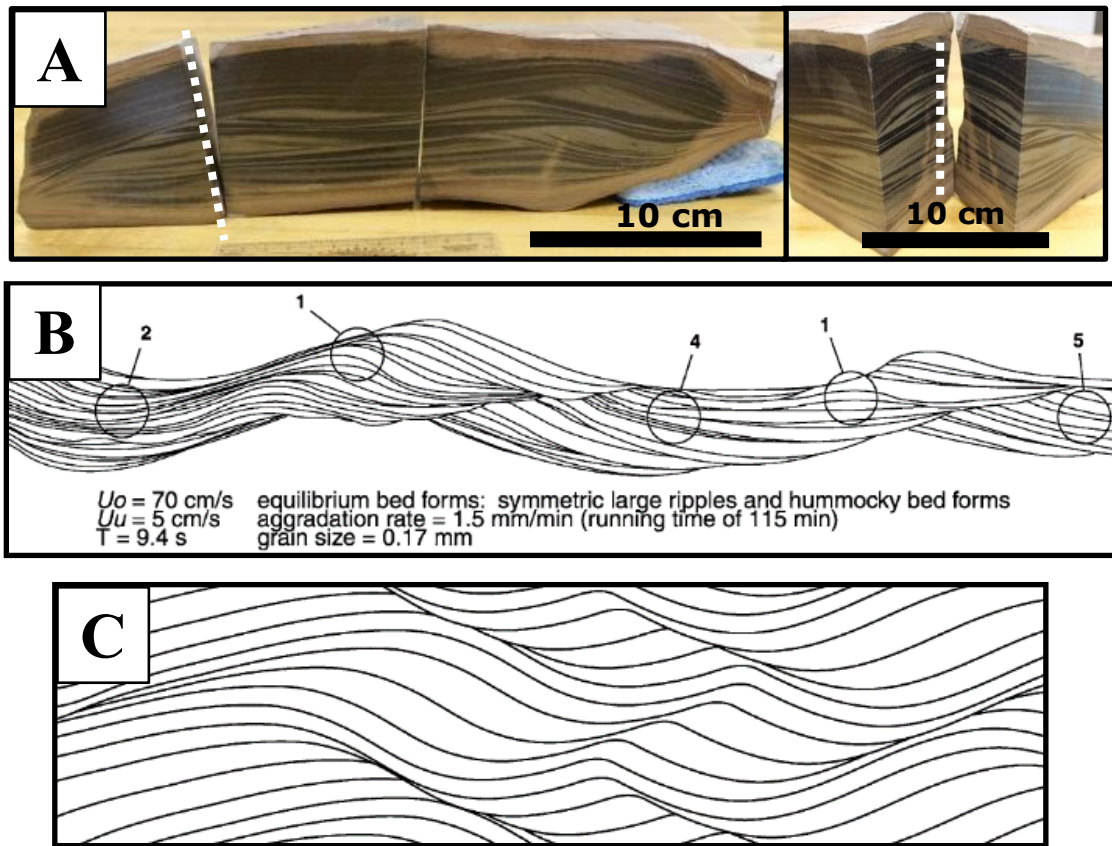 A
10 cm
10 cm
B
1
2
4
1
5
Uo = 70 cm/s equilibrium bed forms: symmetric large ripples and hummocky bed forms
Uu = 5 cm/s aggradation rate = 1.5 mm/min (running time of 115 min)
T = 9.4 s grain size = 0.17 mm
C